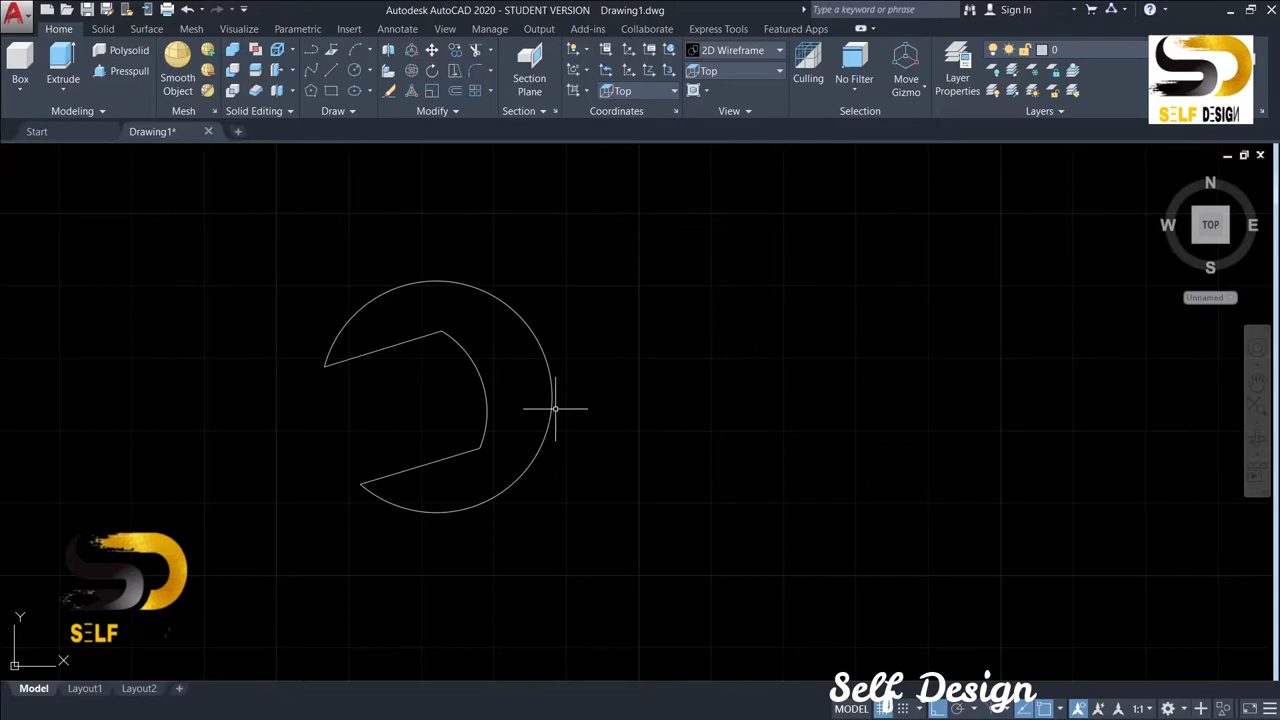 Autodesk AutoCAD 2020 - STUDENT VERSION Drawing1.dwg
Type a keyword or phrase
Sign In
Home Solid Surface Mesh Visualize Parametric Insert Annotate View Manage Output Add-ins Collaborate Express Tools Featured Apps
Box
Extrude
Polysolid
Presspull
Smooth
Object
Section
Plane
Top
2D Wireframe
Top
Culling
No Filter
Move
Gizmo
Layer
Properties
0
Modeling Mesh Solid Editing Draw Modify Coordinates View Selection Layers
SELF DESIGN
Start Drawing1* +
N
W TOP E
S
Unnamed
SELF
Y
X
Self Design
Model Layout1 Layout2 +
MODEL 1:1